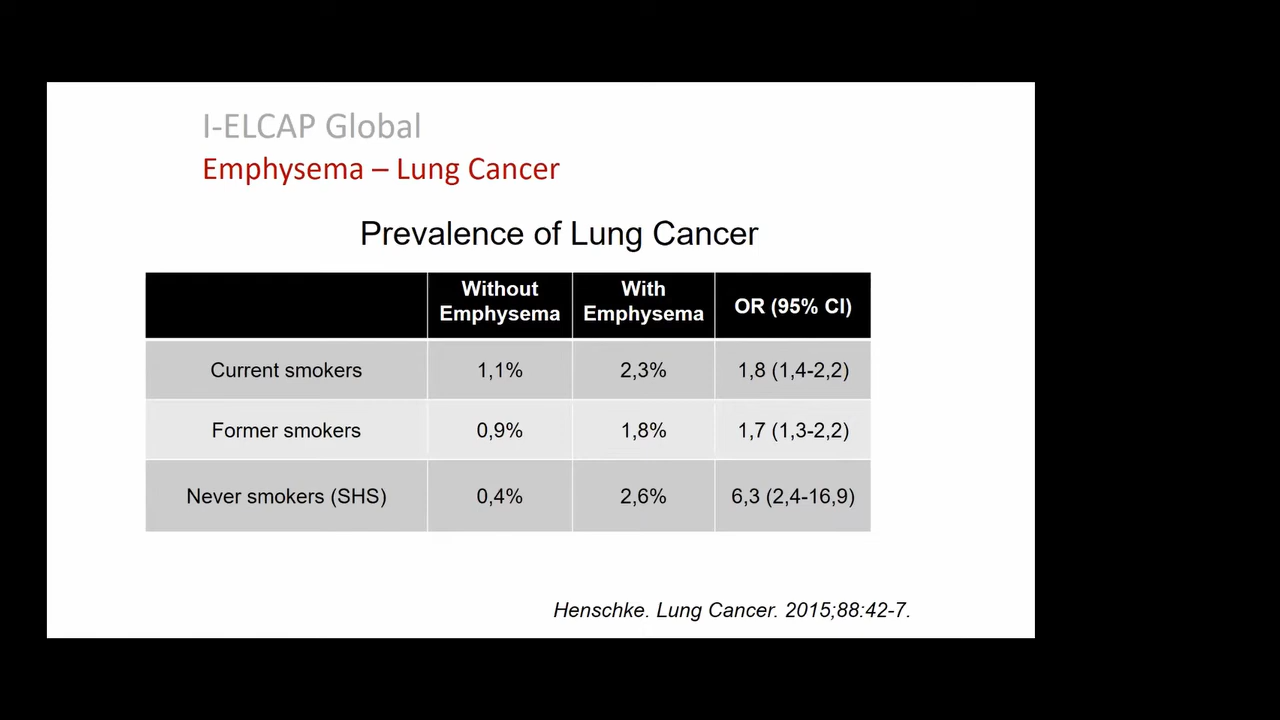 I-ELCAP Global
Emphysema – Lung Cancer
Prevalence of Lung Cancer
Without Emphysema With Emphysema OR (95% CI)
Current smokers 1,1% 2,3% 1,8 (1,4-2,2)
Former smokers 0,9% 1,8% 1,7 (1,3-2,2)
Never smokers (SHS) 0,4% 2,6% 6,3 (2,4-16,9)
Henschke. Lung Cancer. 2015;88:42-7.